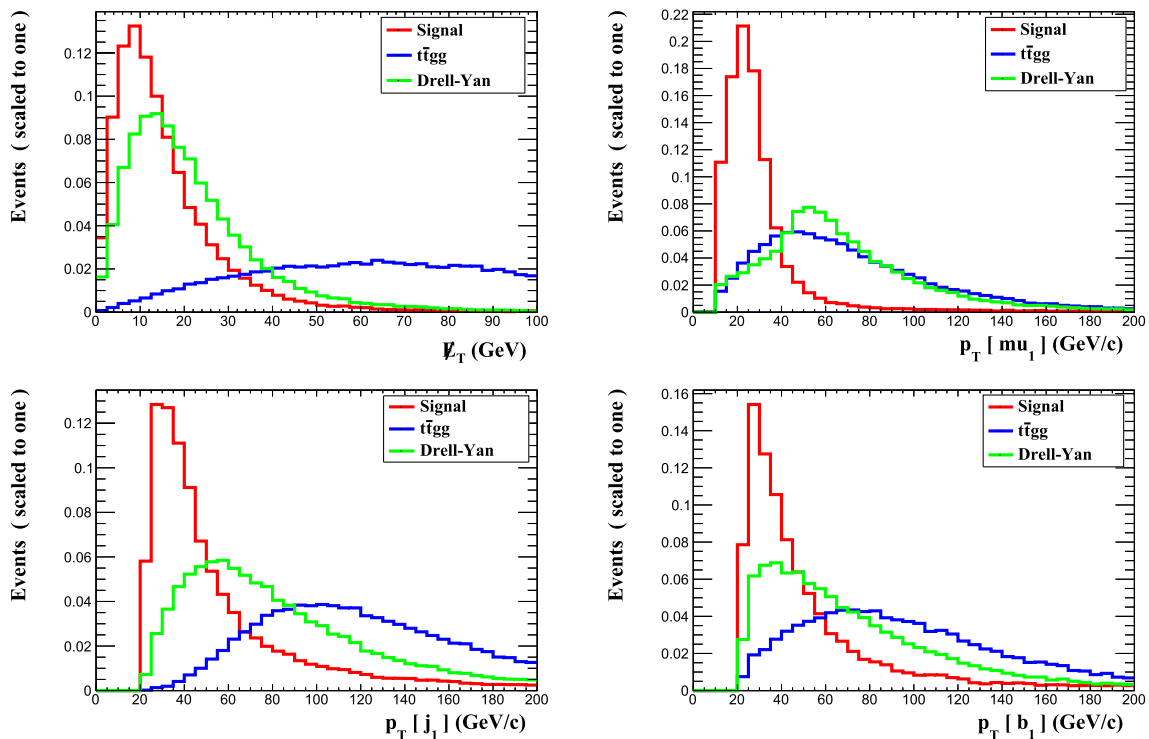 Events ( scaled to one )
0.12
0.1
0.08
0.06
0.04
0.02
0
Signal
tt̄gg
Drell-Yan
0 10 20 30 40 50 60 70 80 90 100
E̸T (GeV)
Events ( scaled to one )
0.22
0.2
0.18
0.16
0.14
0.12
0.1
0.08
0.06
0.04
0.02
0
Signal
tt̄gg
Drell-Yan
0 20 40 60 80 100 120 140 160 180 200
pT [ mu1 ] (GeV/c)
Events ( scaled to one )
0.12
0.1
0.08
0.06
0.04
0.02
0
Signal
tt̄gg
Drell-Yan
0 20 40 60 80 100 120 140 160 180 200
pT [ j1 ] (GeV/c)
Events ( scaled to one )
0.16
0.14
0.12
0.1
0.08
0.06
0.04
0.02
0
Signal
tt̄gg
Drell-Yan
0 20 40 60 80 100 120 140 160 180 200
pT [ b1 ] (GeV/c)